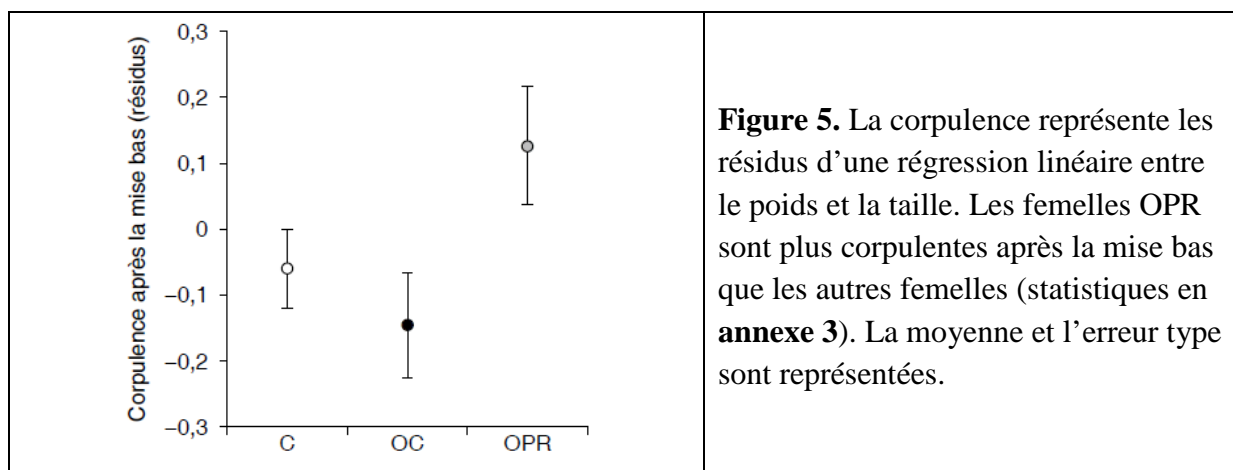 Corpulence après la mise bas (résidus)
0,3
0,2
0,1
0
−0,1
−0,2
−0,3
C OC OPR
Figure 5. La corpulence représente les
résidus d’une régression linéaire entre
le poids et la taille. Les femelles OPR
sont plus corpulentes après la mise bas
que les autres femelles (statistiques en
annexe 3). La moyenne et l’erreur type
sont représentées.